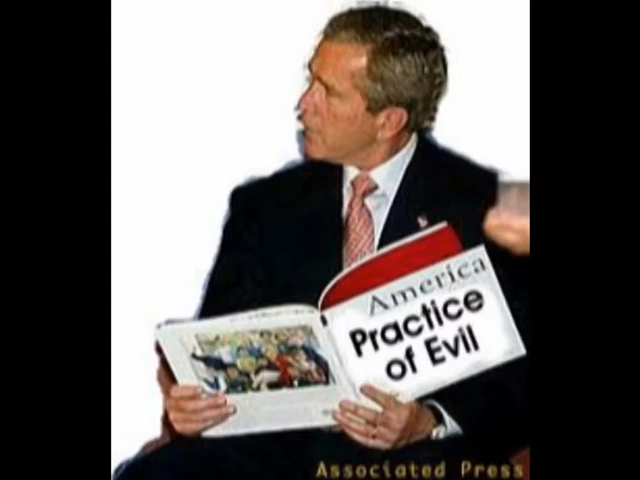 America
Practice
of Evil
Associated Press